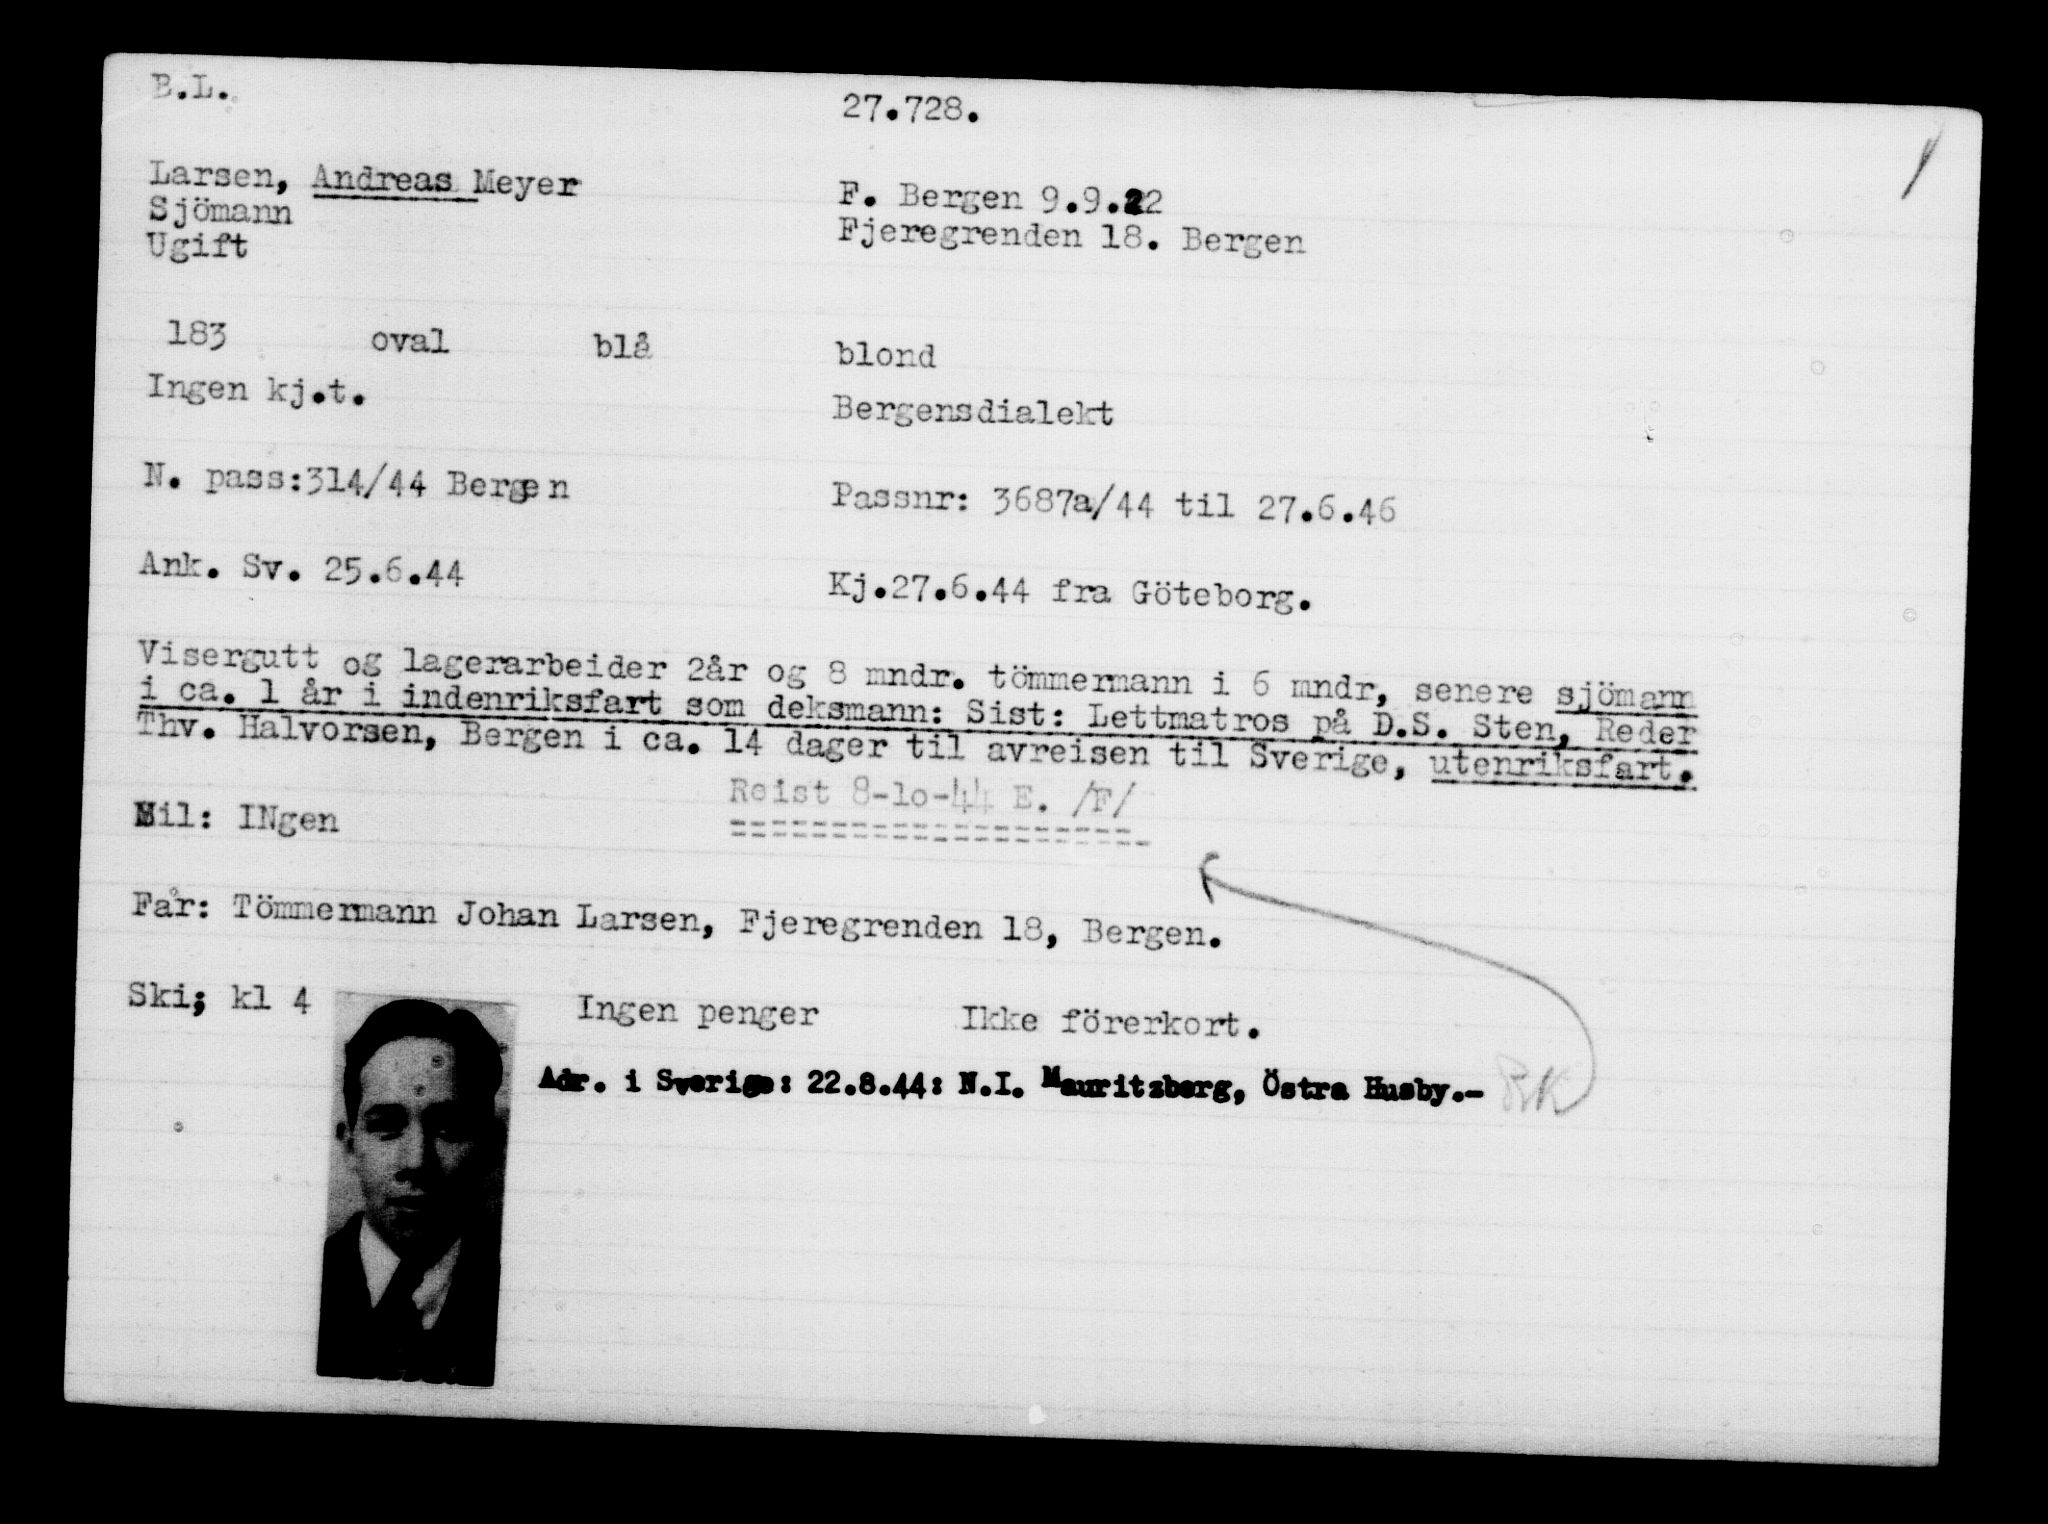 B.L.
27.728.
Larsen, Andreas Meyer
F. Bergen 9.9.22
Sjömann
Fjeregrenden 18. Bergen
Ugift
183 oval blå blond
Ingen kj.t.
Bergensdialekt
N. pass:314/44 Bergen
Passnr: 3687a/44 til 27.6.46
Ank. Sv. 25.6.44
Kj.27.6.44 fra Göteborg.
Visergutt og lagerarbeider 2år og 8 mndr. tömmermann i 6 mndr, senere sjömann
i ca. 1 år i indenriksfart som deksmann: Sist: Lettmatros på D.S. Sten, Reder
Thv. Halvorsen, Bergen i ca. 14 dager til avreisen til Sverige, utenriksfart.
Reist 8-10-44 E. /F/
Mil: INgen
Får: Tömmermann Johan Larsen, Fjeregrenden 18, Bergen.
Ski; kl 4
Ingen penger
Ikke förerkort.
Adr. i Sverige: 22.8.44: N.I. Mauritzberg, Östra Husby.-